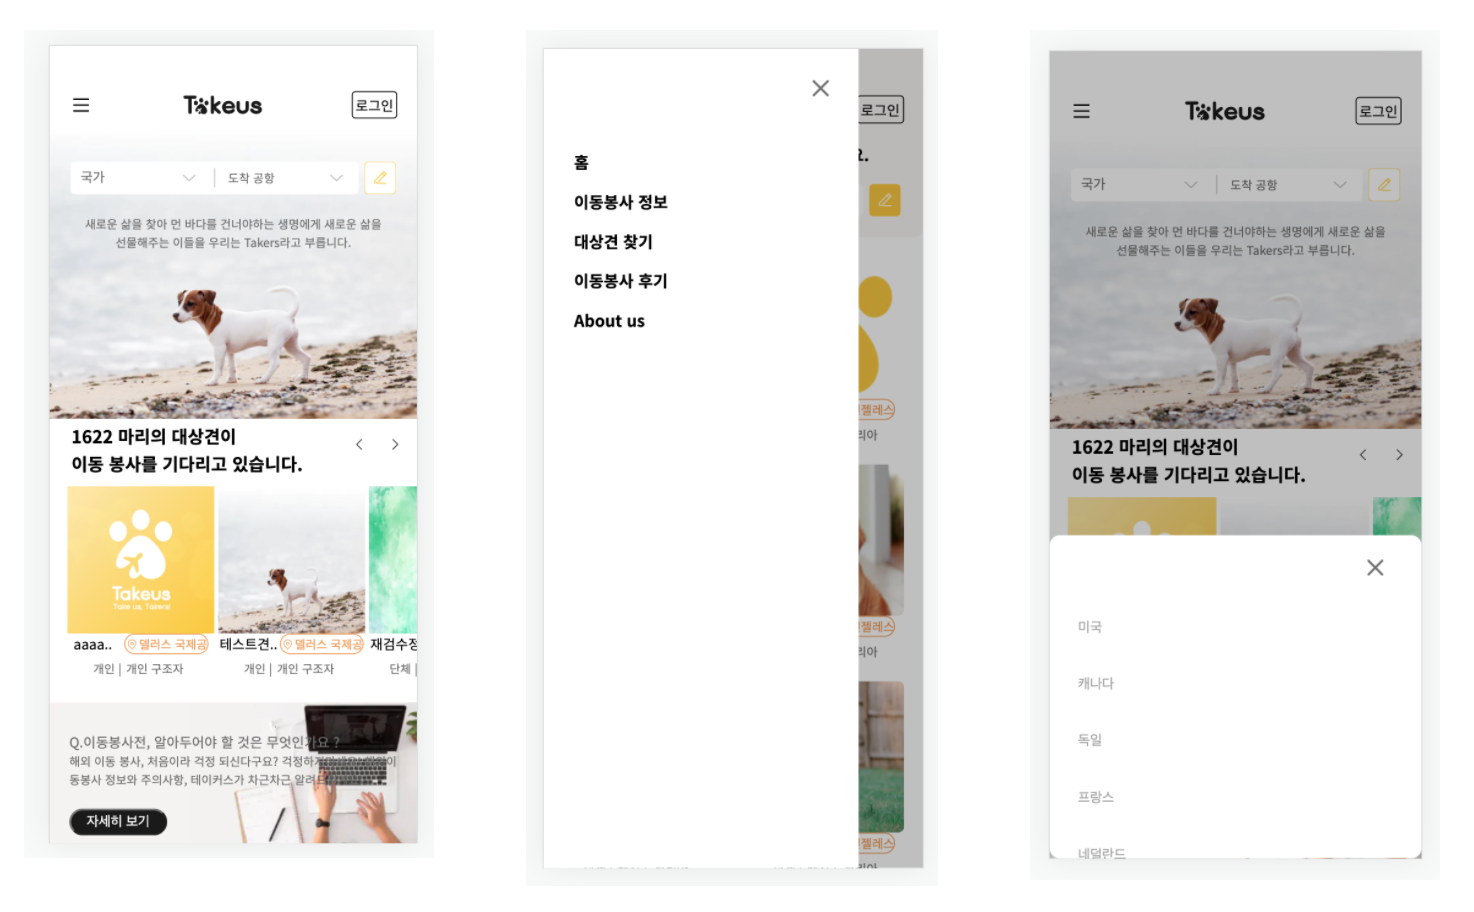 Takeus
로그인
국가
도착 공항
새로운 삶을 찾아 먼 바다를 건너야하는 생명에게 새로운 삶을
선물해주는 이들을 우리는 Takers라고 부릅니다.
1622 마리의 대상견이
이동 봉사를 기다리고 있습니다.
Takeus
Take us, Takers!
aaaa..
델러스 국제공
테스트견..
델러스 국제공
재검수정
개인 | 개인 구조자
개인 | 개인 구조자
단체 |
Q.이동봉사전, 알아두어야 할 것은 무엇인가요 ?
해외 이동 봉사, 처음이라 걱정 되신다구요? 걱정하지
동봉사 정보와 주의사항, 테이커스가 차근차근 알려
자세히 보기
홈
이동봉사 정보
대상견 찾기
이동봉사 후기
About us
로그인
젤레스
리아
젤레스
리아
젤레스
Takeus
로그인
국가
도착 공항
새로운 삶을 찾아 먼 바다를 건너야하는 생명에게 새로운 삶을
선물해주는 이들을 우리는 Takers라고 부릅니다.
1622 마리의 대상견이
이동 봉사를 기다리고 있습니다.
미국
캐나다
독일
프랑스
네덜란드